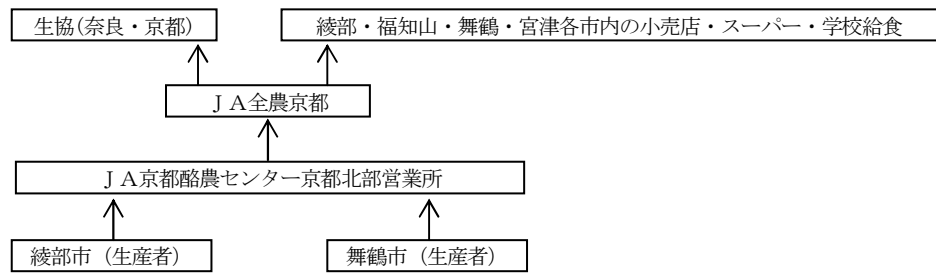 生協(奈良・京都)
綾部・福知山・舞鶴・宮津各市内の小売店・スーパー・学校給食
ＪＡ全農京都
ＪＡ京都酪農センター京都北部営業所
綾部市（生産者）
舞鶴市（生産者）